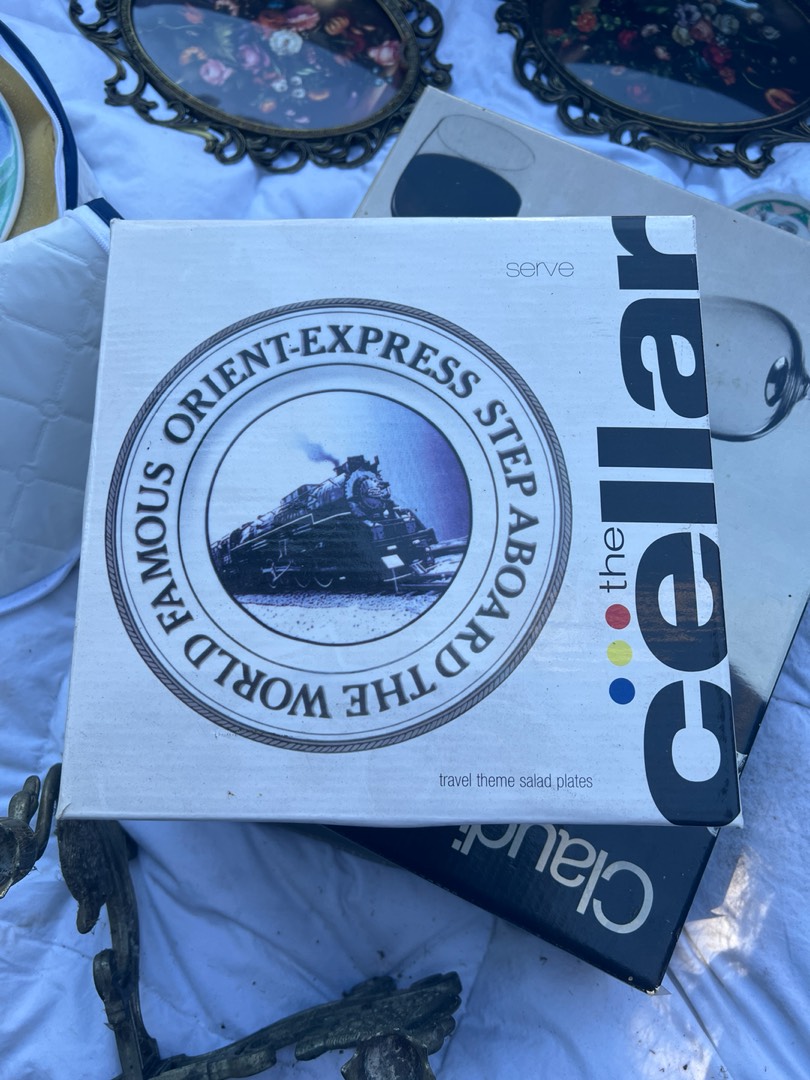 serve
ORIENT-EXPRESS STEP ABOARD THE WORLD FAMOUS
the
cellar
travel theme salad plates
Claudi